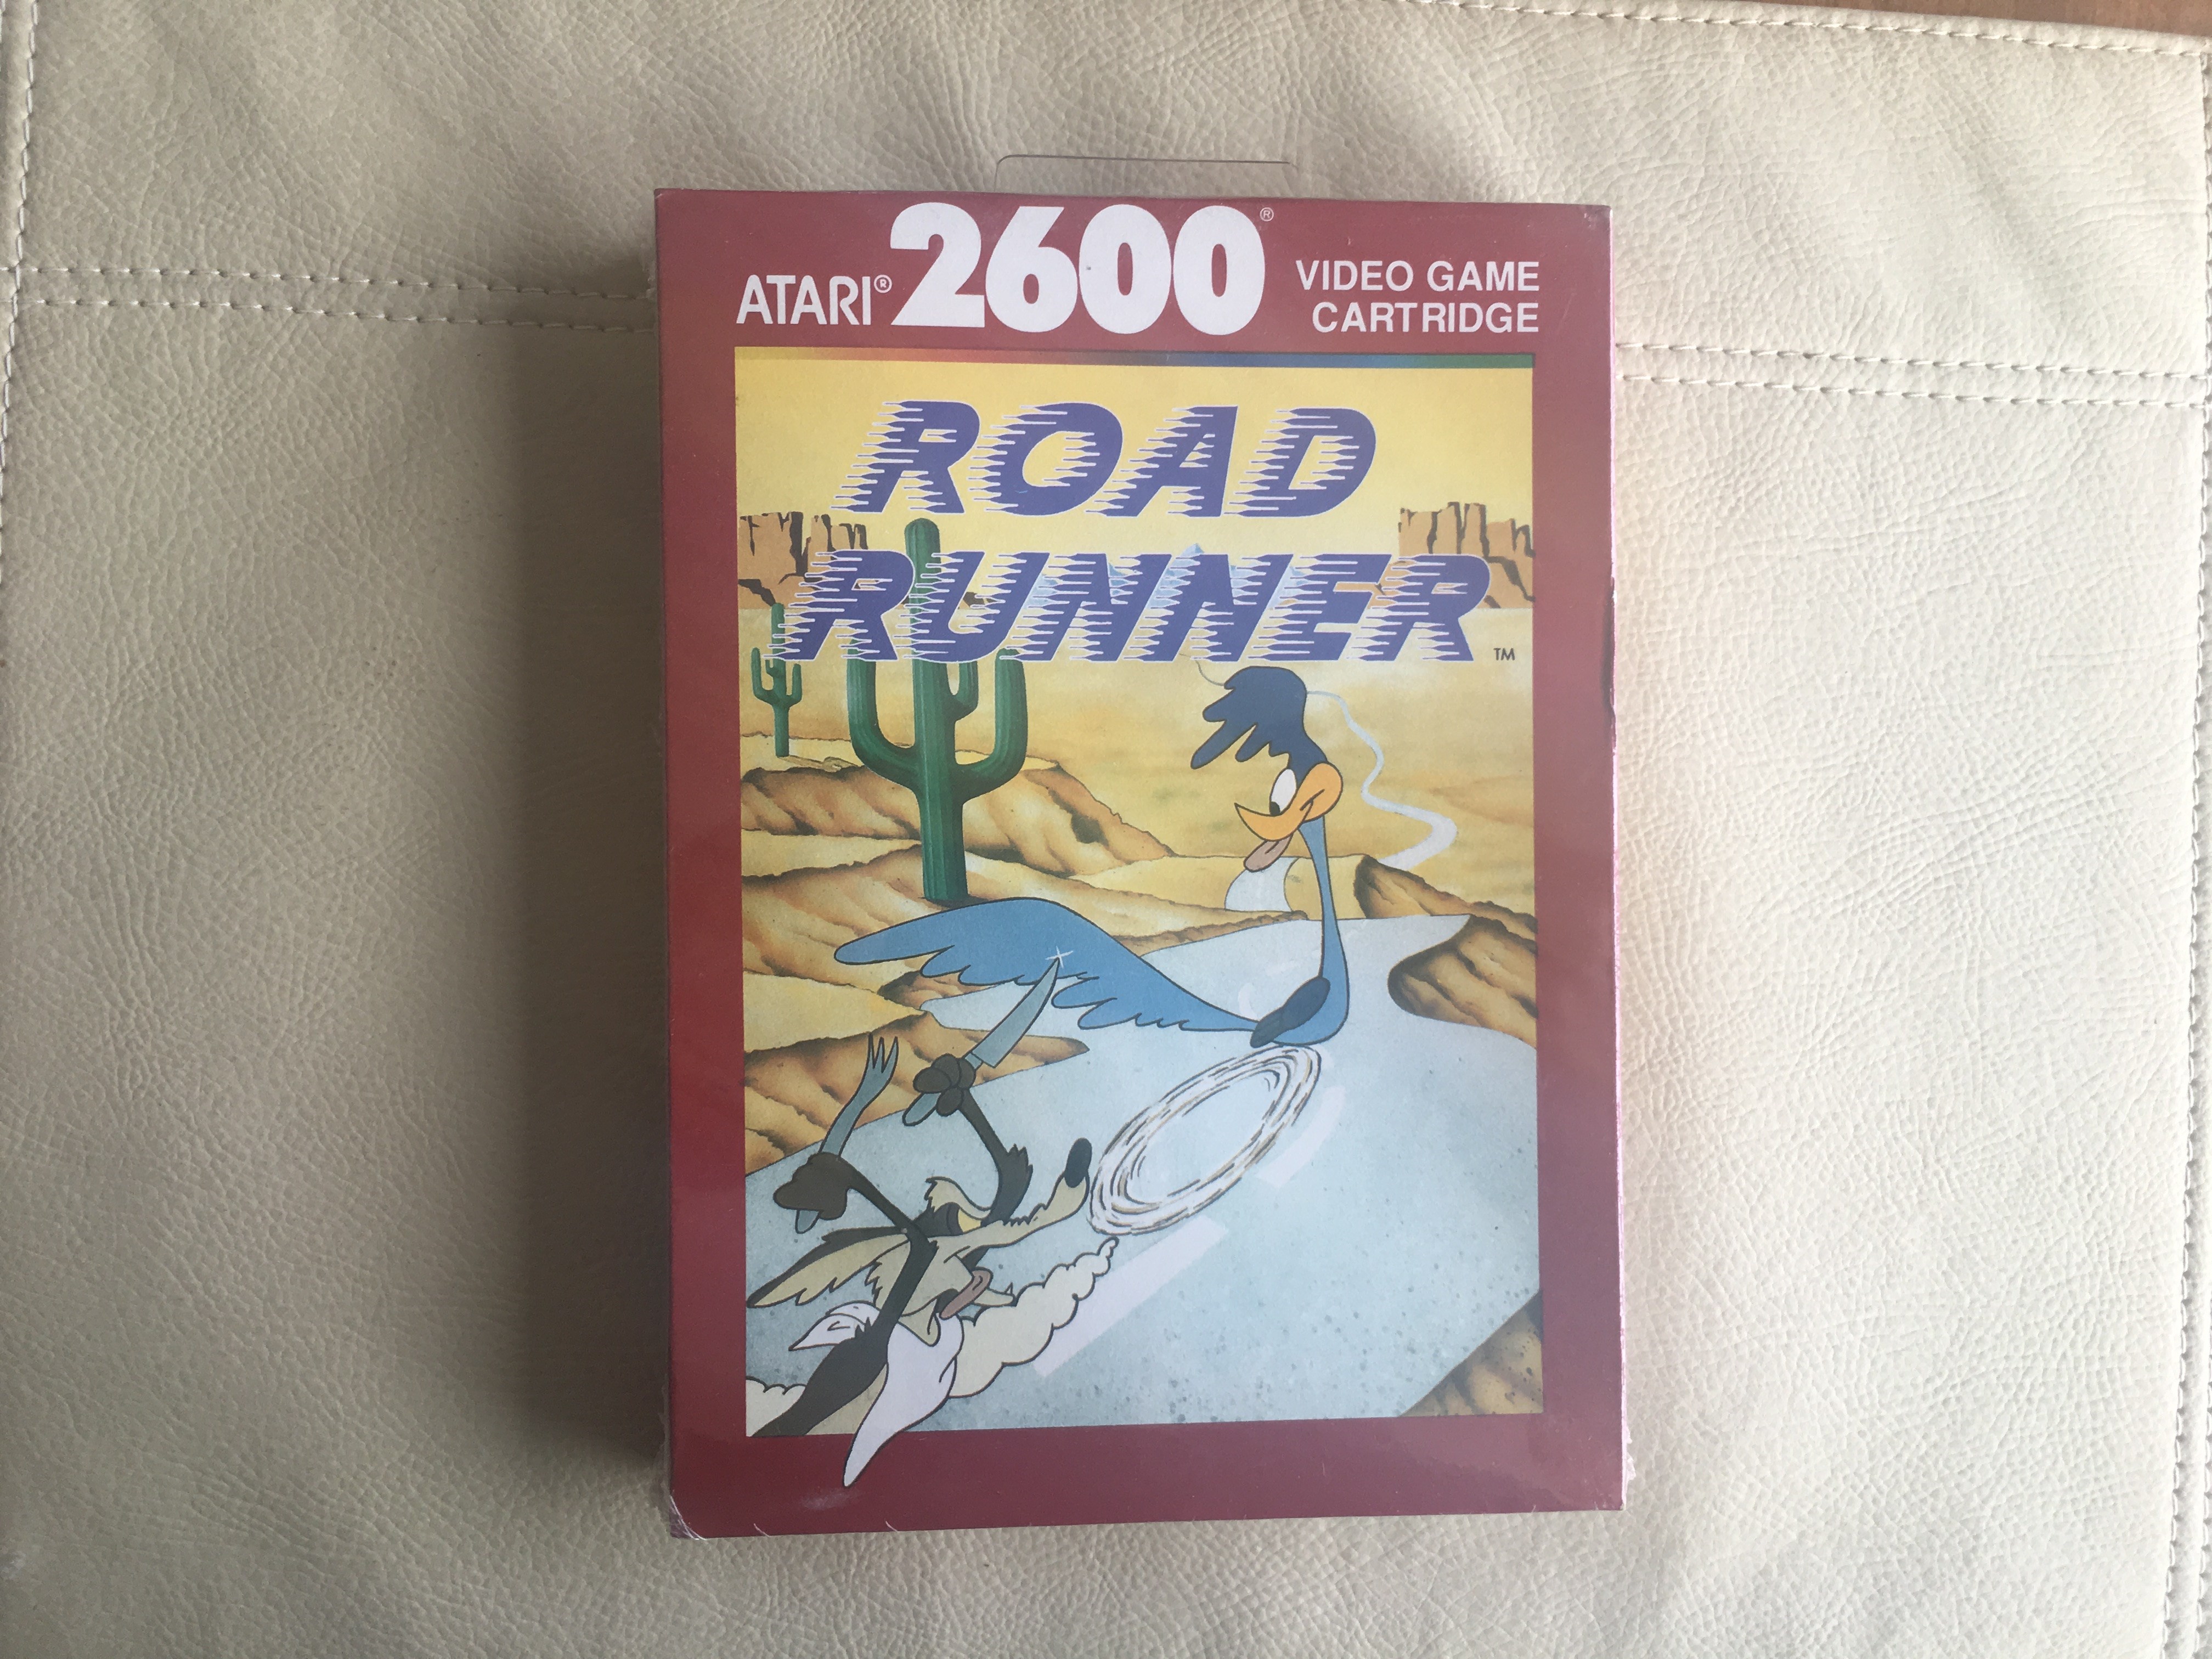 ATARI® 2600® VIDEO GAME
CARTRIDGE
ROAD
RUNNER TM